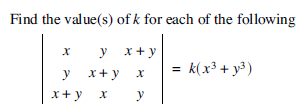 Find the value(s) of k for each of the following
| x y x + y |
| y x + y x | = k(x³ + y³)
| x + y x y |